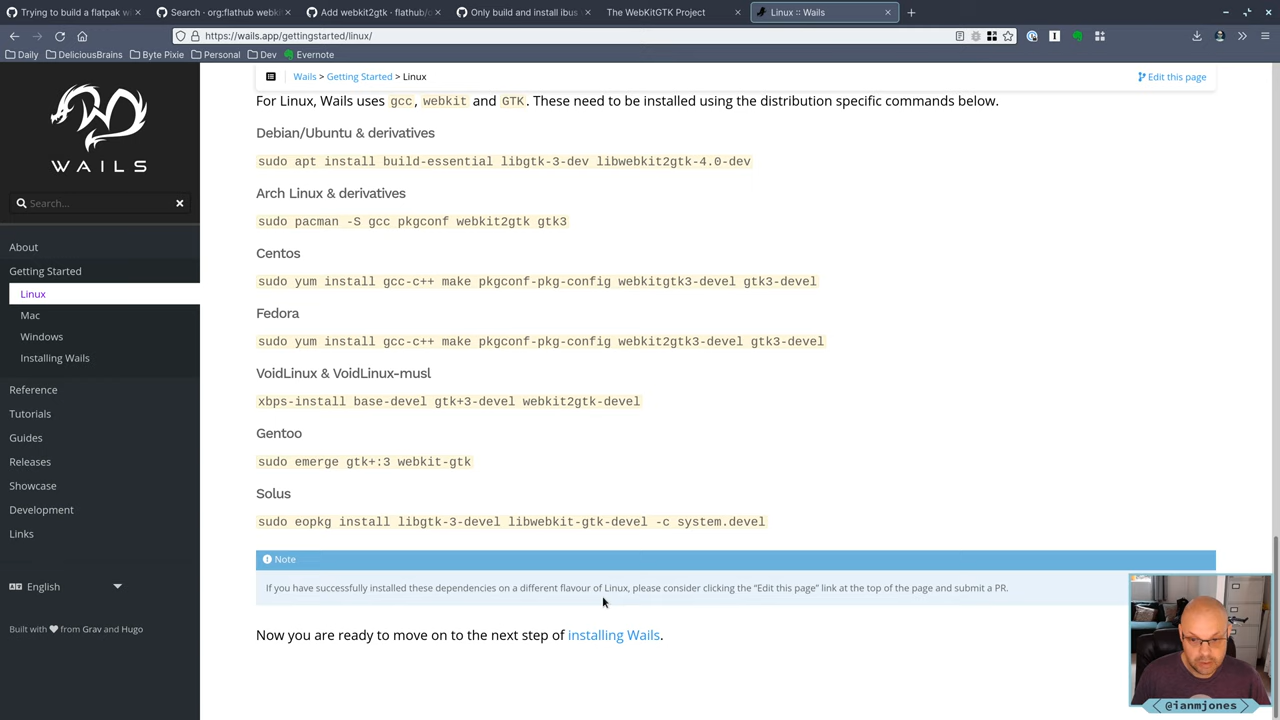 Trying to build a flatpak w
Search · org:flathub webki
Add webkit2gtk · flathub/c
Only build and install ibus
The WebKitGTK Project
Linux :: Wails
https://wails.app/gettingstarted/linux/
Daily
DeliciousBrains
Byte Pixie
Personal
Dev
Evernote
WAILS
Search...
About
Getting Started
Linux
Mac
Windows
Installing Wails
Reference
Tutorials
Guides
Releases
Showcase
Development
Links
English
Built with ♥ from Grav and Hugo
Wails > Getting Started > Linux
Edit this page
For Linux, Wails uses gcc, webkit and GTK. These need to be installed using the distribution specific commands below.
Debian/Ubuntu & derivatives
sudo apt install build-essential libgtk-3-dev libwebkit2gtk-4.0-dev
Arch Linux & derivatives
sudo pacman -S gcc pkgconf webkit2gtk gtk3
Centos
sudo yum install gcc-c++ make pkgconf-pkg-config webkitgtk3-devel gtk3-devel
Fedora
sudo yum install gcc-c++ make pkgconf-pkg-config webkit2gtk3-devel gtk3-devel
VoidLinux & VoidLinux-musl
xbps-install base-devel gtk+3-devel webkit2gtk-devel
Gentoo
sudo emerge gtk+:3 webkit-gtk
Solus
sudo eopkg install libgtk-3-devel libwebkit-gtk-devel -c system.devel
Note
If you have successfully installed these dependencies on a different flavour of Linux, please consider clicking the “Edit this page” link at the top of the page and submit a PR.
Now you are ready to move on to the next step of installing Wails.
@ianmjones